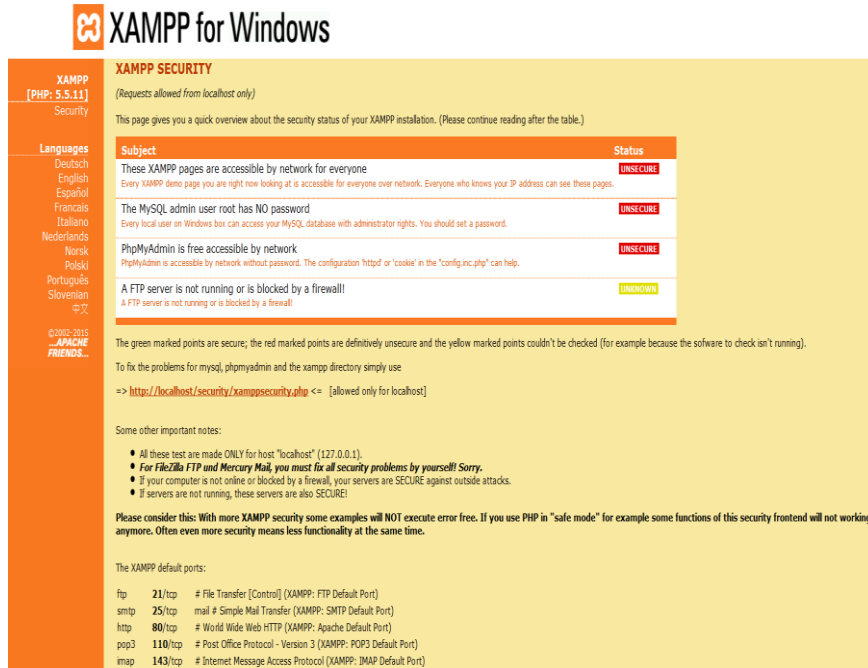 XAMPP for Windows
XAMPP
[PHP: 5.5.11]
Security
Languages
Deutsch
English
Español
Francais
Italiano
Nederlands
Norsk
Polski
Português
Slovenian
中文
©2002-2015
...APACHE
FRIENDS...
XAMPP SECURITY
(Requests allowed from localhost only)
This page gives you a quick overview about the security status of your XAMPP installation. (Please continue reading after the table.)
Subject Status
These XAMPP pages are accessible by network for everyone UNSECURE
Every XAMPP demo page you are right now looking at is accessible for everyone over network. Everyone who knows your IP address can see these pages.
The MySQL admin user root has NO password UNSECURE
Every local user on Windows box can access your MySQL database with administrator rights. You should set a password.
PhpMyAdmin is free accessible by network UNSECURE
PhpMyAdmin is accessible by network without password. The configuration 'httpd' or 'cookie' in the "config.inc.php" can help.
A FTP server is not running or is blocked by a firewall! UNKNOWN
A FTP server is not running or is blocked by a firewall!
The green marked points are secure; the red marked points are definitively unsecure and the yellow marked points couldn't be checked (for example because the sofware to check isn't running).
To fix the problems for mysql, phpmyadmin and the xampp directory simply use
=> http://localhost/security/xamppsecurity.php <= [allowed only for localhost]
Some other important notes:
All these test are made ONLY for host "localhost" (127.0.0.1).
For FileZilla FTP und Mercury Mail, you must fix all security problems by yourself! Sorry.
If your computer is not online or blocked by a firewall, your servers are SECURE against outside attacks.
If servers are not running, these servers are also SECURE!
Please consider this: With more XAMPP security some examples will NOT execute error free. If you use PHP in "safe mode" for example some functions of this security frontend will not working
anymore. Often even more security means less functionality at the same time.
The XAMPP default ports:
ftp 21/tcp # File Transfer [Control] (XAMPP: FTP Default Port)
smtp 25/tcp mail # Simple Mail Transfer (XAMPP: SMTP Default Port)
http 80/tcp # World Wide Web HTTP (XAMPP: Apache Default Port)
pop3 110/tcp # Post Office Protocol - Version 3 (XAMPP: POP3 Default Port)
imap 143/tcp # Internet Message Access Protocol (XAMPP: IMAP Default Port)